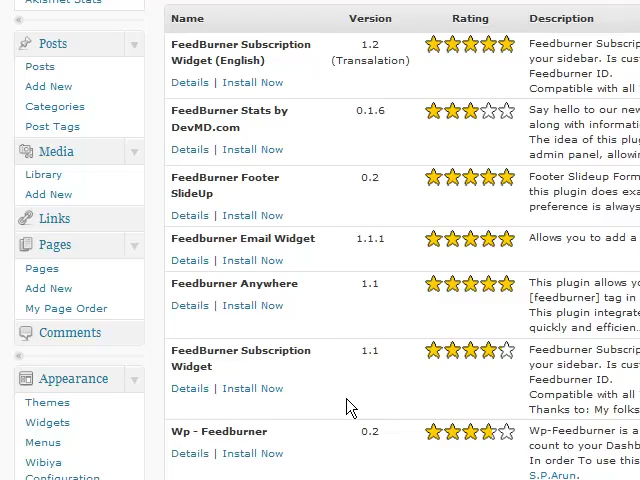 Akismet Stats
Posts
Posts
Add New
Categories
Post Tags
Media
Library
Add New
Links
Pages
Pages
Add New
My Page Order
Comments
Appearance
Themes
Widgets
Menus
Wibiya
Configuration
Name Version Rating Description
FeedBurner Subscription Widget (English)
1.2
(Translation)
Details | Install Now
Feedburner Subscrip
your sidebar. Is cust
Feedburner ID.
Compatible with all
FeedBurner Stats by
DevMD.com
0.1.6
Details | Install Now
Say hello to our new
along with informatio
The idea of this plug
admin panel, allowin
FeedBurner Footer
SlideUp
0.2
Details | Install Now
Footer Slideup Form
this plugin does exa
preference is always
Feedburner Email Widget
1.1.1
Details | Install Now
Allows you to add a
Feedburner Anywhere
1.1
Details | Install Now
This plugin allows yo
[feedburner] tag in
This plugin integrate
quickly and efficien..
FeedBurner Subscription
Widget
1.1
Details | Install Now
Feedburner Subscrip
your sidebar. Is cust
Feedburner ID.
Compatible with all
Thanks to: My folks
Wp - Feedburner
0.2
Details | Install Now
Wp-Feedburner is a
count to your Dashb
In order To use this
S.P.Arun.